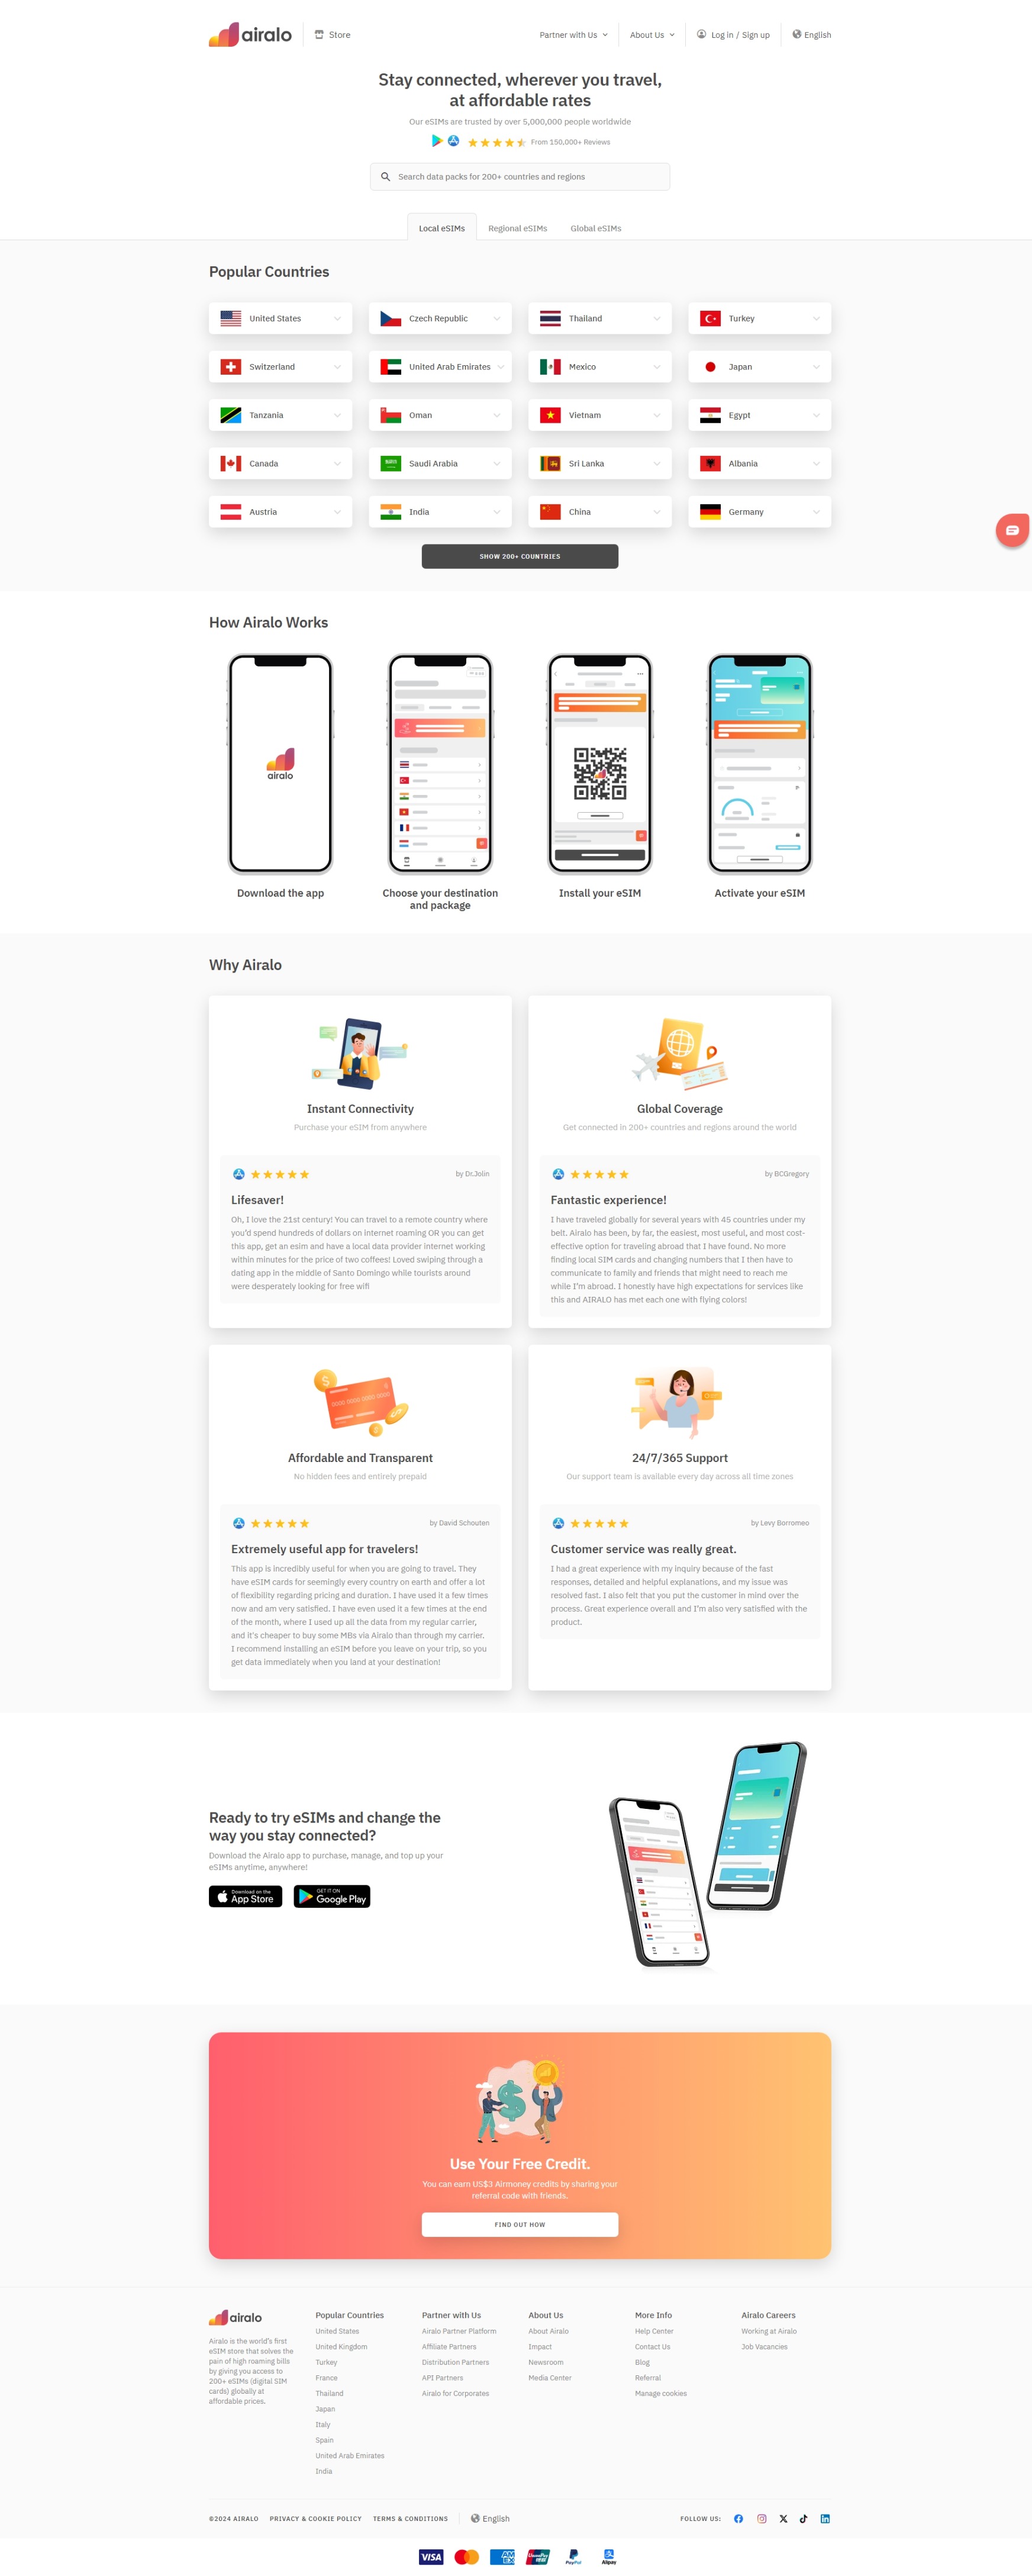 airalo
Store
Partner with Us
About Us
Log in / Sign up
English
Stay connected, wherever you travel,
at affordable rates
Our eSIMs are trusted by over 5,000,000 people worldwide
From 150,000+ Reviews
Search data packs for 200+ countries and regions
Local eSIMs
Regional eSIMs
Global eSIMs
Popular Countries
United States
Czech Republic
Thailand
Turkey
Switzerland
United Arab Emirates
Mexico
Japan
Tanzania
Oman
Vietnam
Egypt
Canada
Saudi Arabia
Sri Lanka
Albania
Austria
India
China
Germany
SHOW 200+ COUNTRIES
How Airalo Works
airalo
Download the app
Choose your destination
and package
Install your eSIM
Activate your eSIM
Why Airalo
Instant Connectivity
Purchase your eSIM from anywhere
by Dr.Jolin
Lifesaver!
Oh, I love the 21st century! You can travel to a remote country where
you'd spend hundreds of dollars on internet roaming OR you can get
this app, get an esim and have a local data provider internet working
within minutes for the price of two coffees! Loved swiping through a
dating app in the middle of Santo Domingo while tourists around
were desperately looking for free wifi
Global Coverage
Get connected in 200+ countries and regions around the world
by BCGregory
Fantastic experience!
I have traveled globally for several years with 45 countries under my
belt. Airalo has been, by far, the easiest, most useful, and most cost-
effective option for traveling abroad that I have found. No more
finding local SIM cards and changing numbers that I then have to
communicate to family and friends that might need to reach me
while I'm abroad. I honestly have high expectations for services like
this and AIRALO has met each one with flying colors!
Affordable and Transparent
No hidden fees and entirely prepaid
by David Schouten
Extremely useful app for travelers!
This app is incredibly useful for when you are going to travel. They
have eSIM cards for seemingly every country on earth and offer a lot
of flexibility regarding pricing and duration. I have used it a few times
now and am very satisfied. I have even used it a few times at the end
of the month, where I used up all the data from my regular carrier,
and it's cheaper to buy some MBs via Airalo than through my carrier.
I recommend installing an eSIM before you leave on your trip, so you
get data immediately when you land at your destination!
24/7/365 Support
Our support team is available every day across all time zones
by Levy Borromeo
Customer service was really great.
I had a great experience with my inquiry because of the fast
responses, detailed and helpful explanations, and my issue was
resolved fast. I also felt that you put the customer in mind over the
process. Great experience overall and I'm also very satisfied with the
product.
Ready to try eSIMs and change the
way you stay connected?
Download the Airalo app to purchase, manage, and top up your
eSIMs anytime, anywhere!
Download on the
App Store
GET IT ON
Google Play
Use Your Free Credit.
You can earn US$3 Airmoney credits by sharing your
referral code with friends.
FIND OUT HOW
airalo
Airalo is the world's first
eSIM store that solves the
pain of high roaming bills
by giving you access to
200+ eSIMs (digital SIM
cards) globally at
affordable prices.
Popular Countries
United States
United Kingdom
Turkey
France
Thailand
Japan
Italy
Spain
United Arab Emirates
India
Partner with Us
Airalo Partner Platform
Affiliate Partners
Distribution Partners
API Partners
Airalo for Corporates
About Us
About Airalo
Impact
Newsroom
Media Center
More Info
Help Center
Contact Us
Blog
Referral
Manage cookies
Airalo Careers
Working at Airalo
Job Vacancies
©2024 AIRALO
PRIVACY & COOKIE POLICY
TERMS & CONDITIONS
English
FOLLOW US:
VISA
AM
EX
UnionPay
PayPal
Alipay